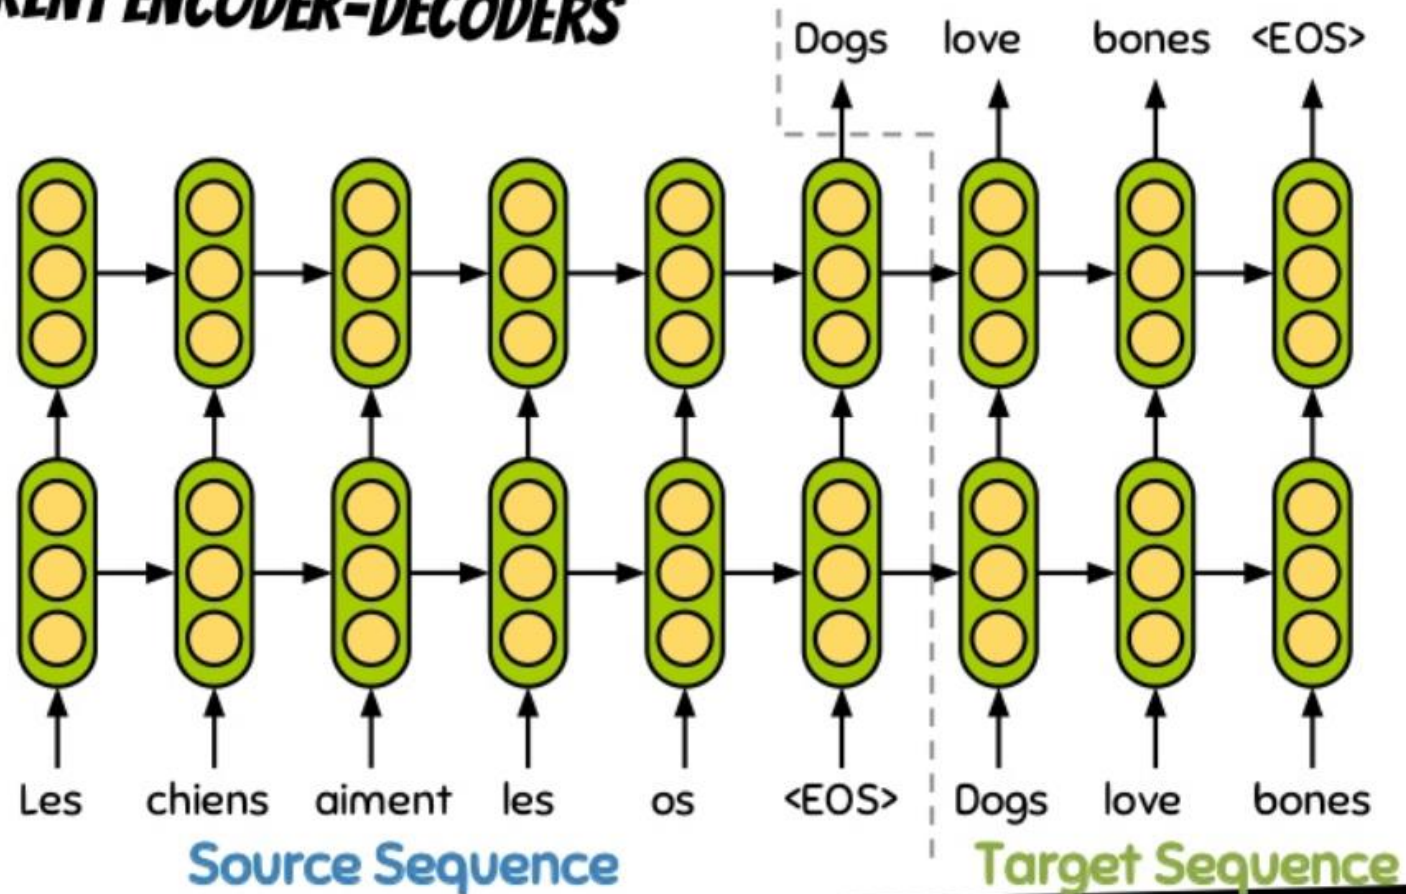 ENCODER-DECODERS
Dogs love bones <EOS>
Les chiens aiment les os <EOS> Dogs love bones
Source Sequence Target Sequence